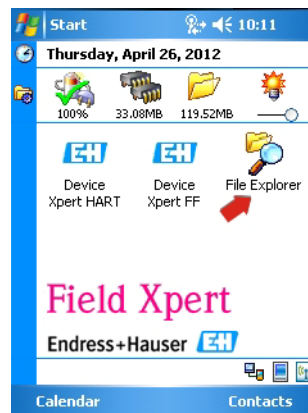 Start 10:11
Thursday, April 26, 2012
100% 33.08MB 119.52MB
EH EH
Device Xpert HART
Device Xpert FF
File Explorer
Field Xpert
Endress+Hauser EH
Calendar Contacts